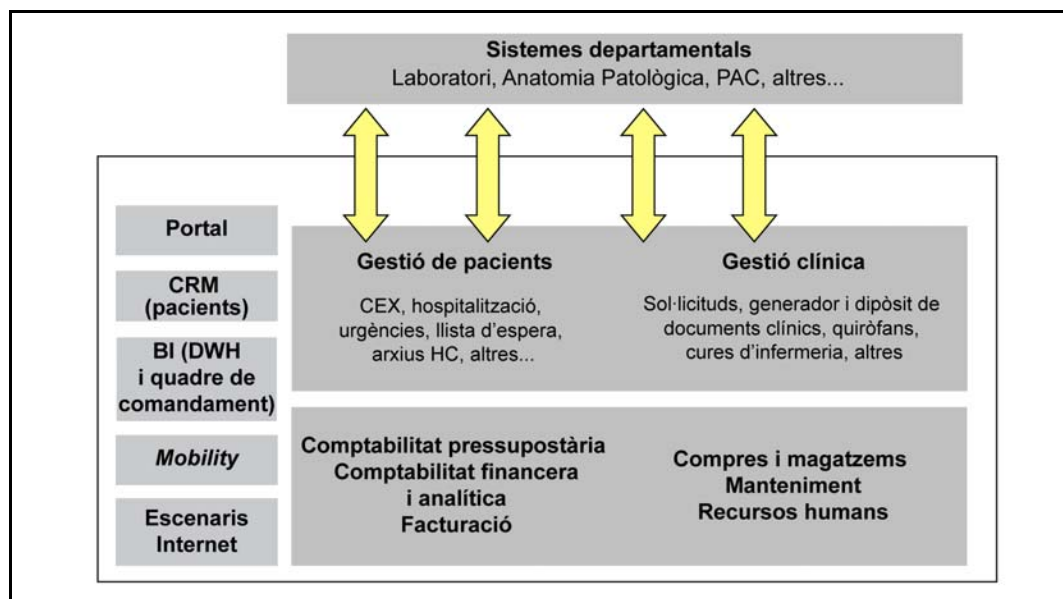 Sistemes departamentals
Laboratori, Anatomia Patològica, PAC, altres...
Portal
CRM
(pacients)
BI (DWH
i quadre de
comandament)
Mobility
Escenaris
Internet
Gestió de pacients
CEX, hospitalització,
urgències, llista d'espera,
arxius HC, altres...
Gestió clínica
Sol·licituds, generador i dipòsit de
documents clínics, quiròfans,
cures d'infermeria, altres
Comptabilitat pressupostària
Comptabilitat financera
i analítica
Facturació
Compres i magatzems
Manteniment
Recursos humans